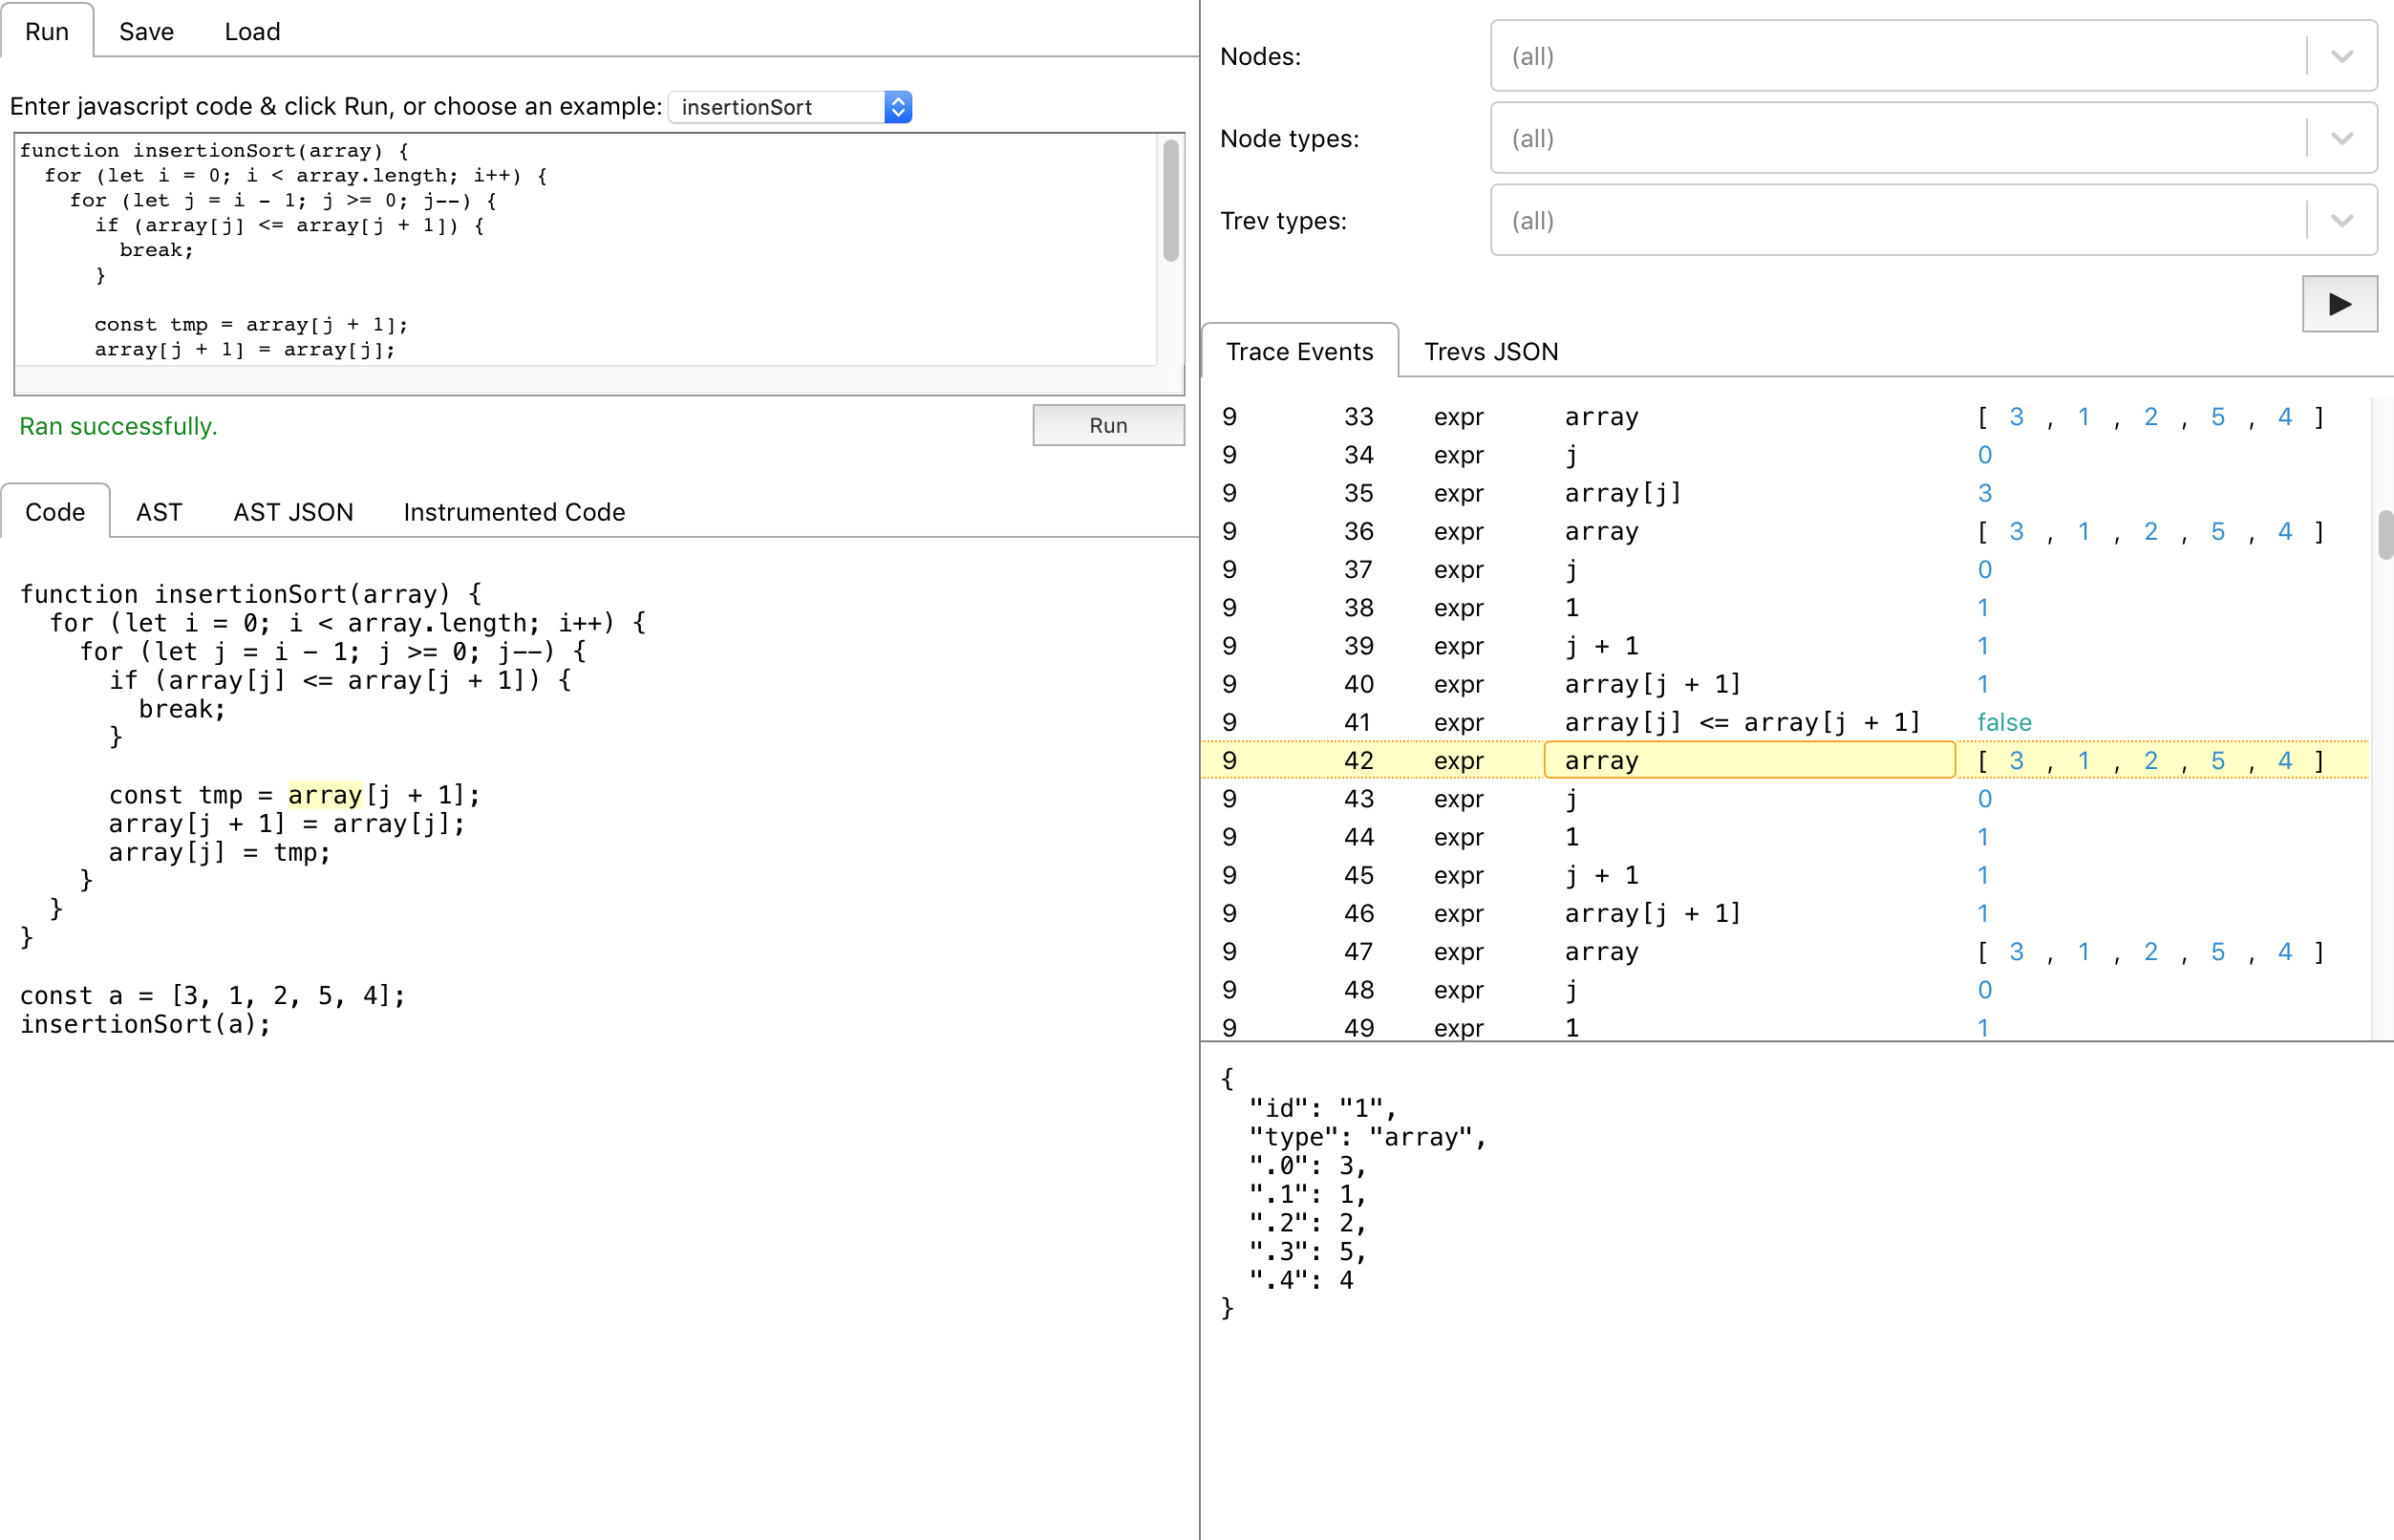 Run Save Load
Enter javascript code & click Run, or choose an example: insertionSort
function insertionSort(array) {
  for (let i = 0; i < array.length; i++) {
    for (let j = i - 1; j >= 0; j--) {
      if (array[j] <= array[j + 1]) {
        break;
      }
      const tmp = array[j + 1];
      array[j + 1] = array[j];
Ran successfully.
Run
Code AST AST JSON Instrumented Code
function insertionSort(array) {
  for (let i = 0; i < array.length; i++) {
    for (let j = i - 1; j >= 0; j--) {
      if (array[j] <= array[j + 1]) {
        break;
      }
      const tmp = array[j + 1];
      array[j + 1] = array[j];
      array[j] = tmp;
    }
  }
}
const a = [3, 1, 2, 5, 4];
insertionSort(a);
Nodes: (all)
Node types: (all)
Trev types: (all)
Trace Events Trevs JSON
9 33 expr array [ 3 , 1 , 2 , 5 , 4 ]
9 34 expr j 0
9 35 expr array[j] 3
9 36 expr array [ 3 , 1 , 2 , 5 , 4 ]
9 37 expr j 0
9 38 expr 1 1
9 39 expr j + 1 1
9 40 expr array[j + 1] 1
9 41 expr array[j] <= array[j + 1] false
9 42 expr array [ 3 , 1 , 2 , 5 , 4 ]
9 43 expr j 0
9 44 expr 1 1
9 45 expr j + 1 1
9 46 expr array[j + 1] 1
9 47 expr array [ 3 , 1 , 2 , 5 , 4 ]
9 48 expr j 0
9 49 expr 1 1
{
  "id": "1",
  "type": "array",
  ".0": 3,
  ".1": 1,
  ".2": 2,
  ".3": 5,
  ".4": 4
}